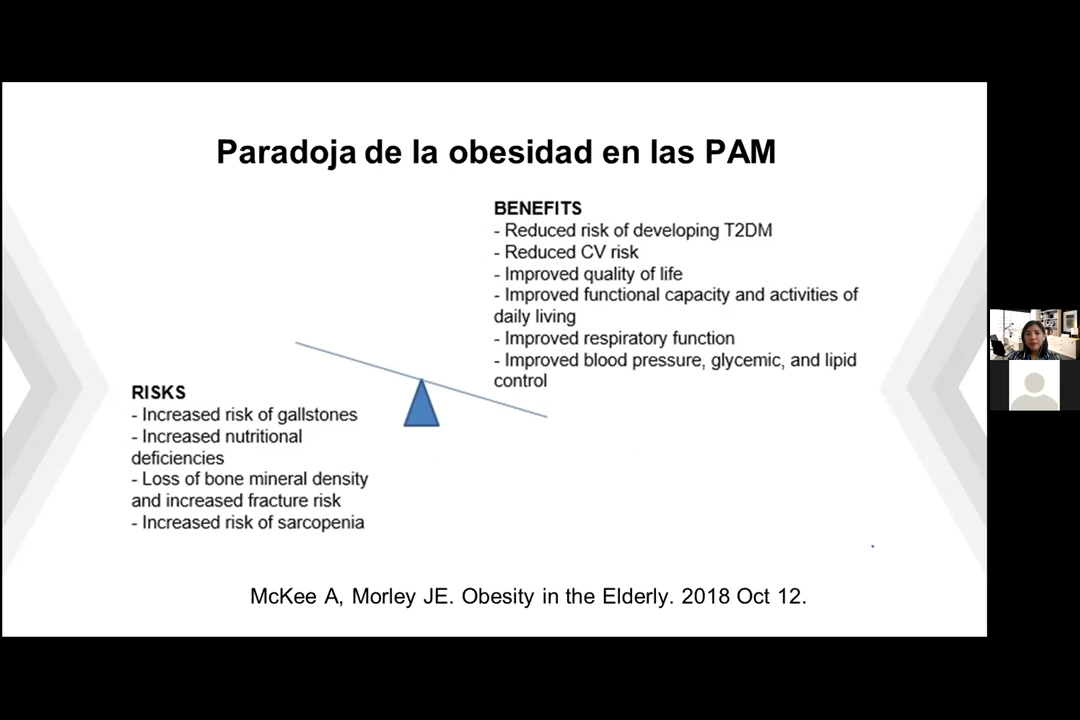 Paradoja de la obesidad en las PAM
BENEFITS
- Reduced risk of developing T2DM
- Reduced CV risk
- Improved quality of life
- Improved functional capacity and activities of
daily living
- Improved respiratory function
- Improved blood pressure, glycemic, and lipid
control
RISKS
- Increased risk of gallstones
- Increased nutritional
deficiencies
- Loss of bone mineral density
and increased fracture risk
- Increased risk of sarcopenia
McKee A, Morley JE. Obesity in the Elderly. 2018 Oct 12.